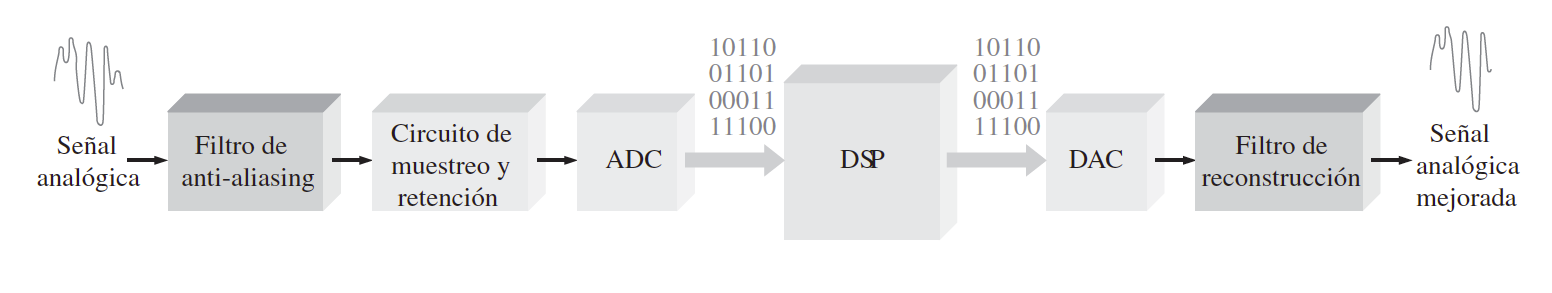 Señal
analógica
Filtro de
anti-aliasing
Circuito de
muestreo y
retención
ADC
10110
01101
00011
11100
DSP
10110
01101
00011
11100
DAC
Filtro de
reconstrucción
Señal
analógica
mejorada